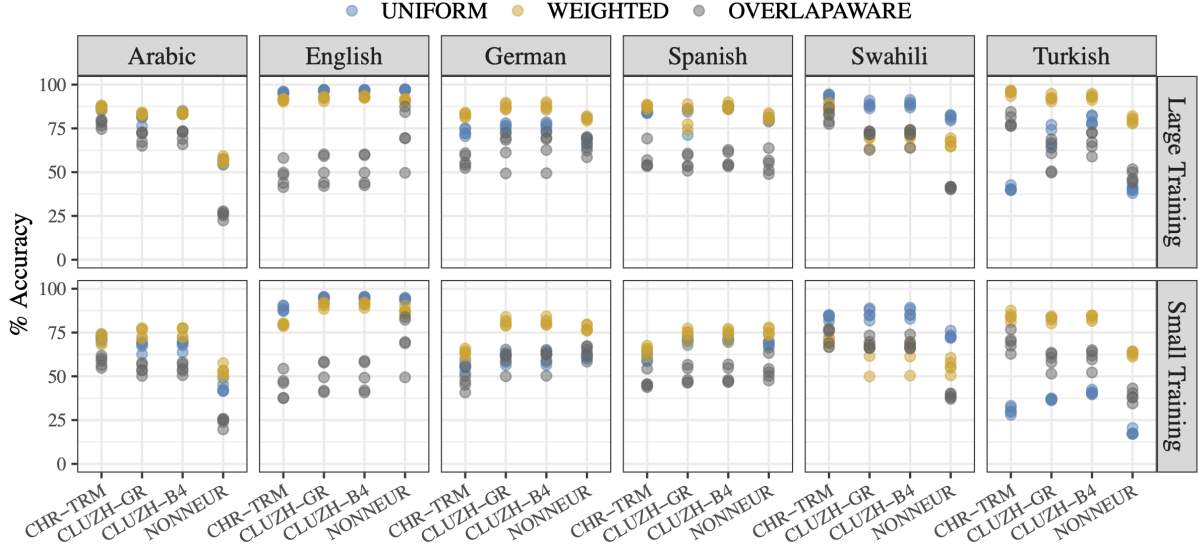 UNIFORM WEIGHTED OVERLAPAWARE
Arabic English German Spanish Swahili Turkish
% Accuracy
100
75
50
25
0
Large Training
100
75
50
25
0
Small Training
CHR−TRM CLUZH−GR CLUZH−B4 NONNEUR CHR−TRM CLUZH−GR CLUZH−B4 NONNEUR CHR−TRM CLUZH−GR CLUZH−B4 NONNEUR CHR−TRM CLUZH−GR CLUZH−B4 NONNEUR CHR−TRM CLUZH−GR CLUZH−B4 NONNEUR CHR−TRM CLUZH−GR CLUZH−B4 NONNEUR